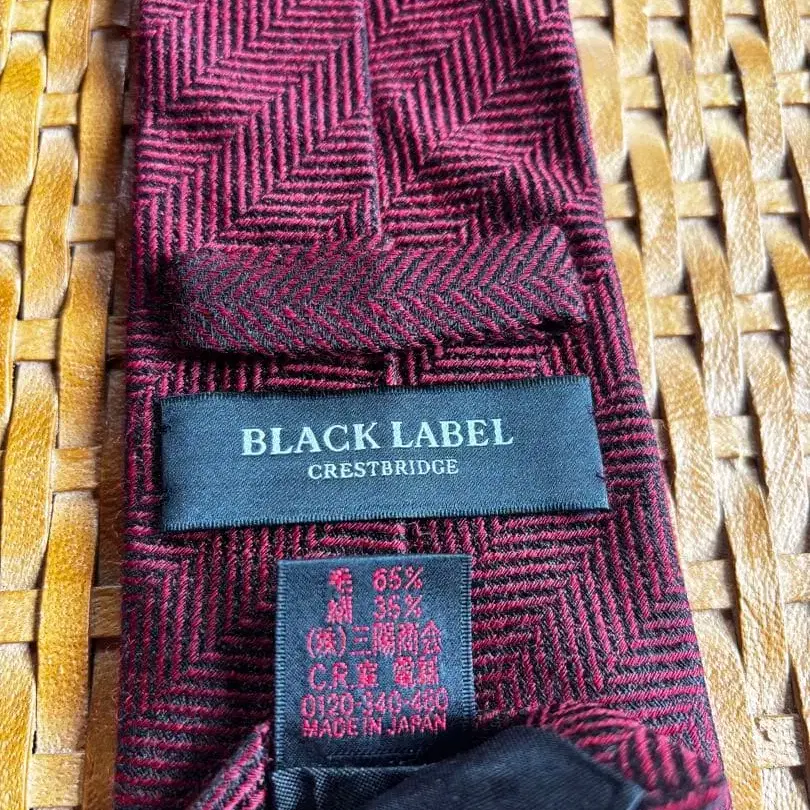 BLACK LABEL
CRESTBRIDGE
毛 65%
絹 35%
(株)三陽商会
C.R室 電話
0120-340-460
MADE IN JAPAN